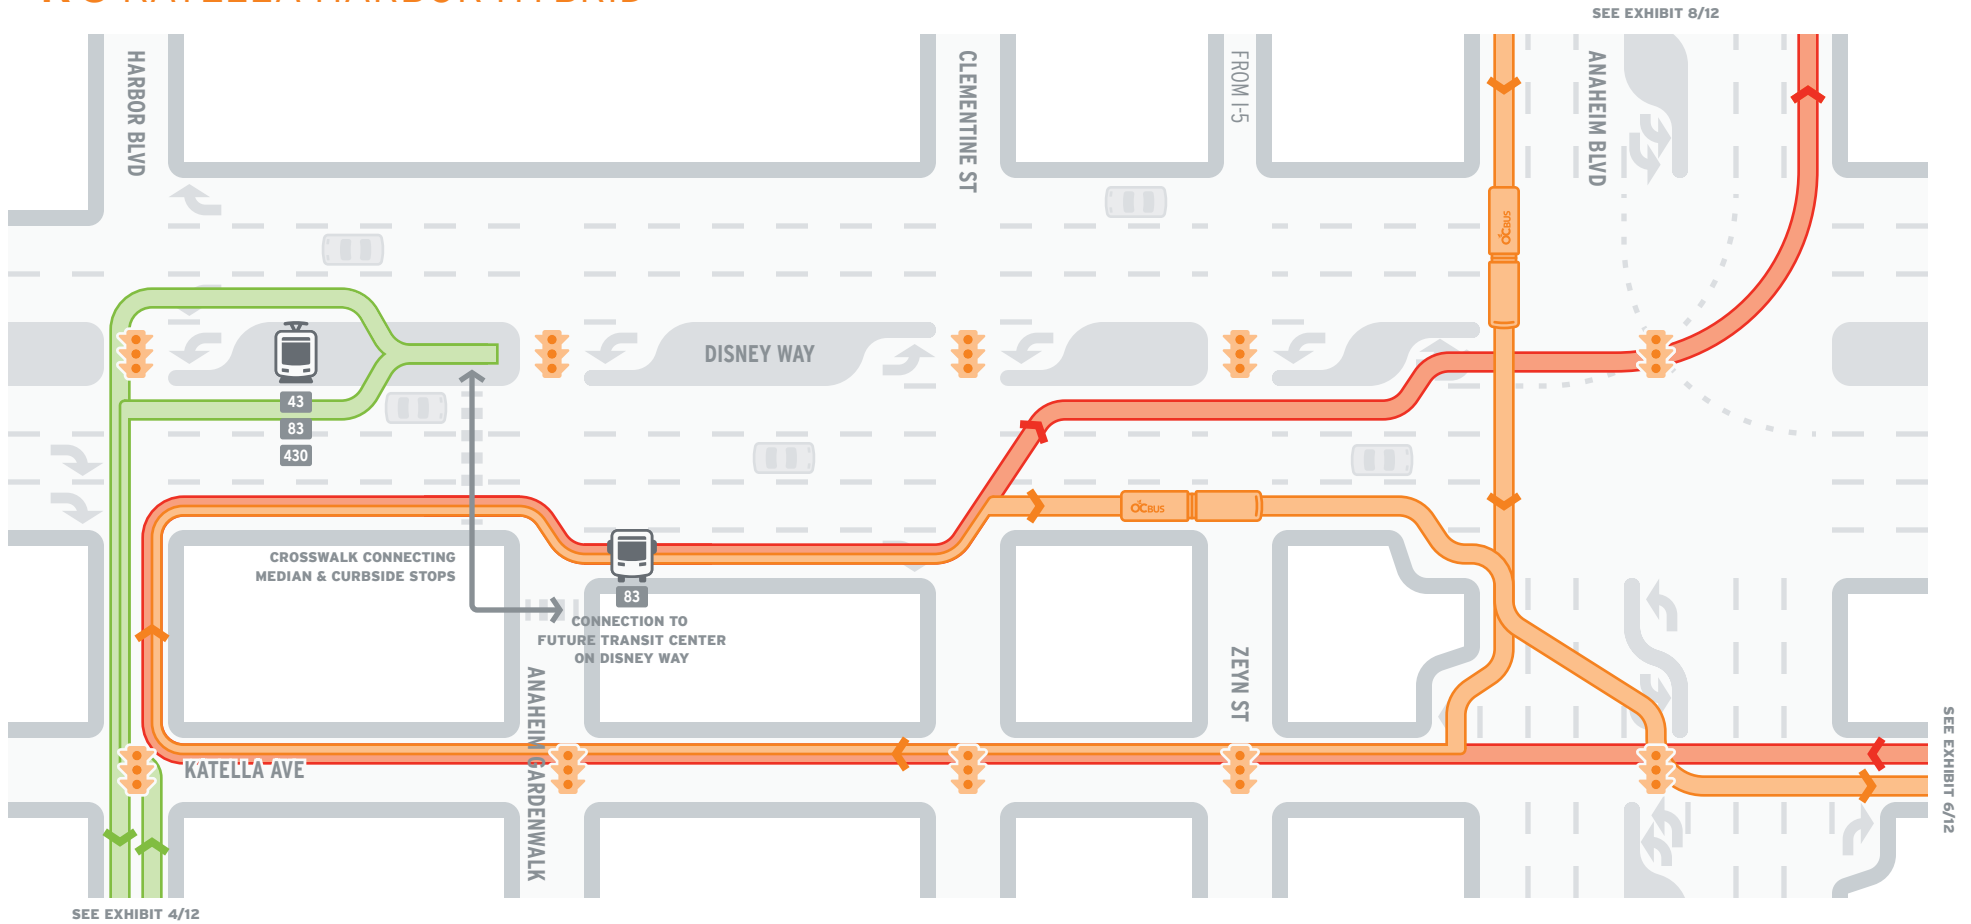 SEE EXHIBIT 8/12
HARBOR BLVD
CLEMENTINE ST
FROM I-5
ANAHEIM BLVD
OCBUS
DISNEY WAY
43
83
430
OCBUS
CROSSWALK CONNECTING
MEDIAN & CURBSIDE STOPS
83
CONNECTION TO
FUTURE TRANSIT CENTER
ON DISNEY WAY
ANAHEIM GARDENWALK
ZEYN ST
KATELLA AVE
SEE EXHIBIT 6/12
SEE EXHIBIT 4/12